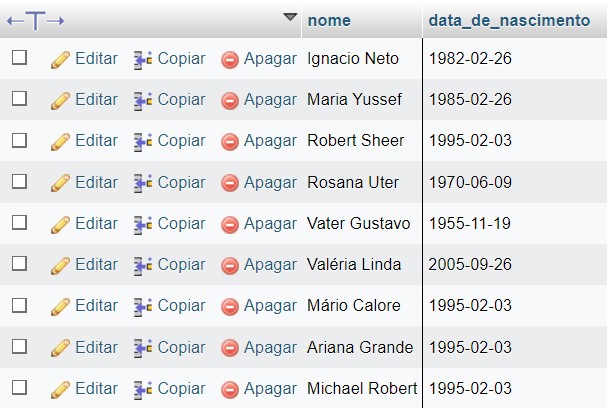 nome data_de_nascimento
Editar Copiar Apagar Ignacio Neto 1982-02-26
Editar Copiar Apagar Maria Yussef 1985-02-26
Editar Copiar Apagar Robert Sheer 1995-02-03
Editar Copiar Apagar Rosana Uter 1970-06-09
Editar Copiar Apagar Vater Gustavo 1955-11-19
Editar Copiar Apagar Valéria Linda 2005-09-26
Editar Copiar Apagar Mário Calore 1995-02-03
Editar Copiar Apagar Ariana Grande 1995-02-03
Editar Copiar Apagar Michael Robert 1995-02-03